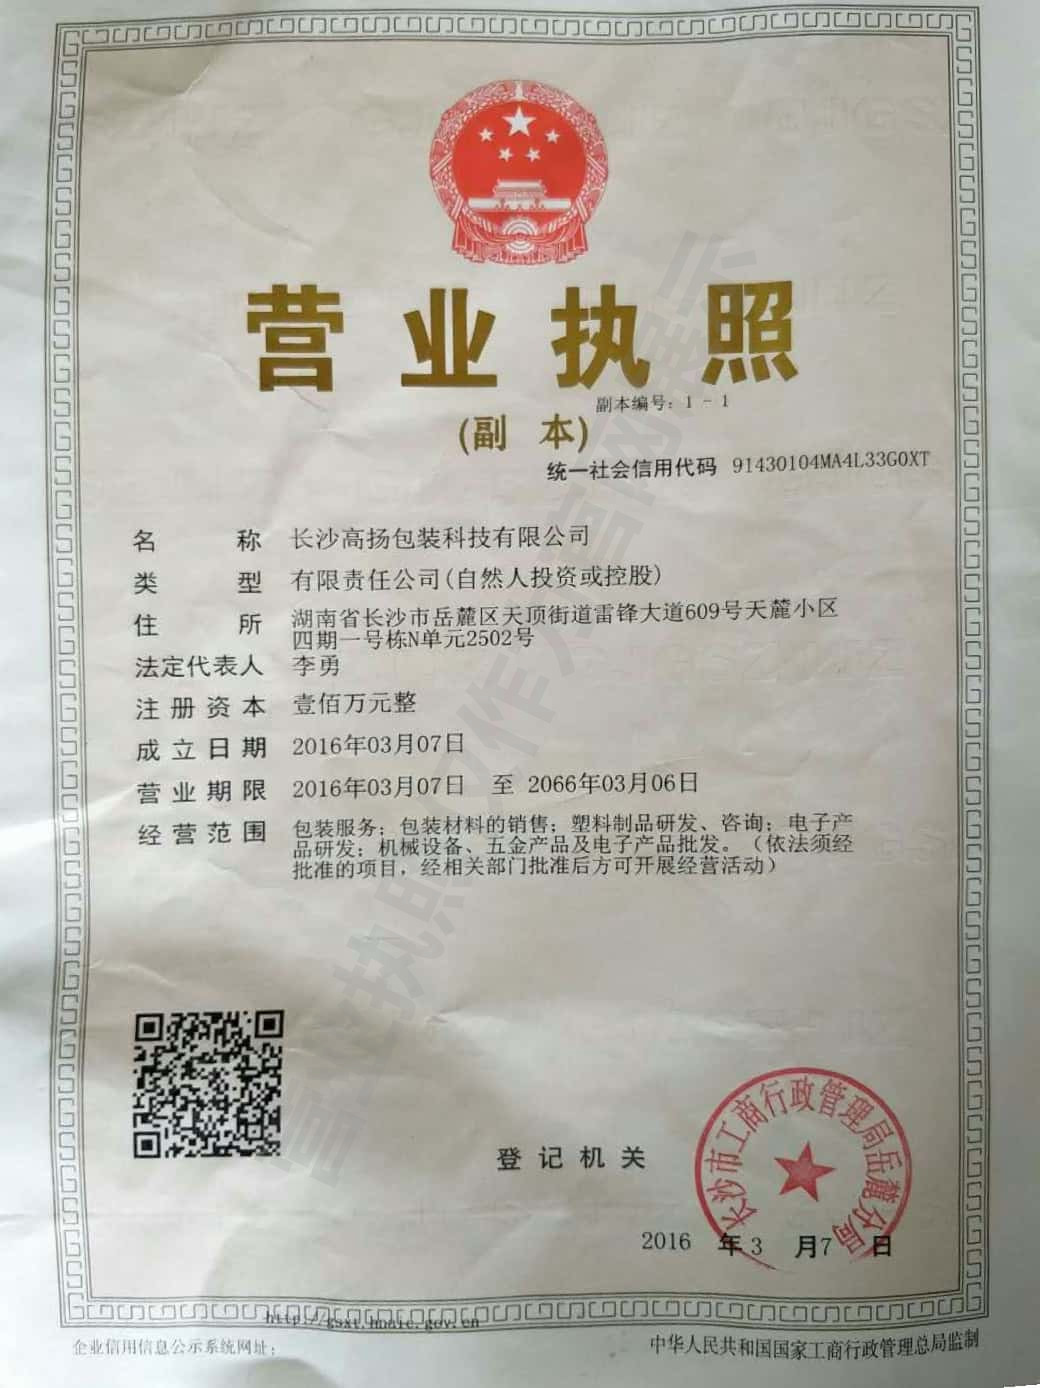 营业执照
副本编号：1－1
(副 本)
统一社会信用代码 91430104MA4L33G0XT
名 称 长沙高扬包装科技有限公司
类 型 有限责任公司(自然人投资或控股)
住 所 湖南省长沙市岳麓区天顶街道雷锋大道609号天麓小区
四期一号栋N单元2502号
法定代表人 李勇
注册资本 壹佰万元整
成立日期 2016年03月07日
营业期限 2016年03月07日 至 2066年03月06日
经营范围 包装服务；包装材料的销售；塑料制品研发、咨询；电子产
品研发；机械设备、五金产品及电子产品批发。（依法须经
批准的项目，经相关部门批准后方可开展经营活动）
长沙市工商行政管理局岳麓分局
登记机关
2016 年3 月7 日
http://gsxt.hnaic.gov.cn
企业信用信息公示系统网址：
中华人民共和国国家工商行政管理总局监制